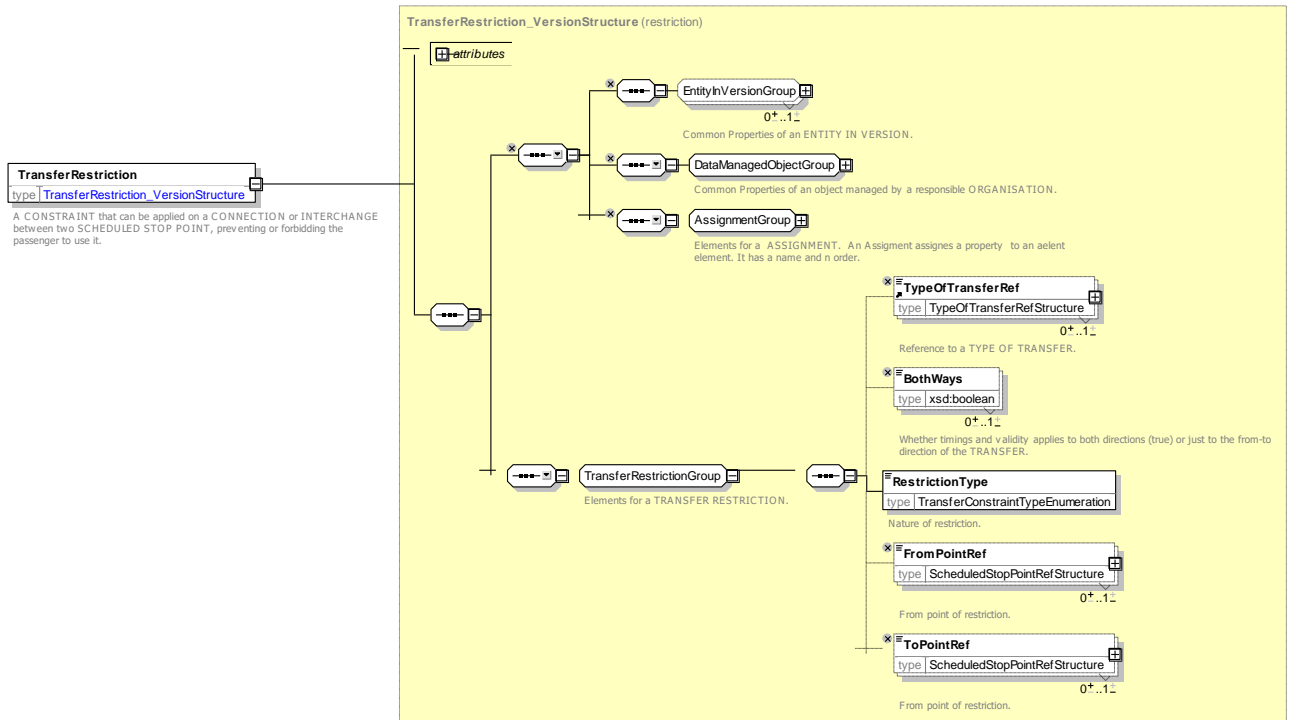 TransferRestriction_VersionStructure (restriction)
attributes
EntityInVersionGroup
0..1
Common Properties of an ENTITY IN VERSION.
TransferRestriction
type TransferRestriction_VersionStructure
A CONSTRAINT that can be applied on a CONNECTION or INTERCHANGE
between two SCHEDULED STOP POINT, preventing or forbidding the
passenger to use it.
DataManagedObjectGroup
Common Properties of an object managed by a responsible ORGANISATION.
AssignmentGroup
Elements for a ASSIGNMENT. An Assigment assignes a property to an aelent
element. It has a name and n order.
TypeOfTransferRef
type TypeOfTransferRefStructure
0..1
Reference to a TYPE OF TRANSFER.
BothWays
type xsd:boolean
0..1
Whether timings and validity applies to both directions (true) or just to the from-to
direction of the TRANSFER.
TransferRestrictionGroup
Elements for a TRANSFER RESTRICTION.
RestrictionType
type TransferConstraintTypeEnumeration
Nature of restriction.
FromPointRef
type ScheduledStopPointRefStructure
0..1
From point of restriction.
ToPointRef
type ScheduledStopPointRefStructure
0..1
From point of restriction.